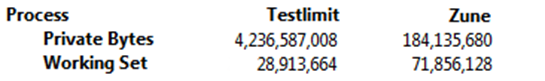 Process Testlimit Zune
Private Bytes 4,236,587,008 184,135,680
Working Set 28,913,664 71,856,128